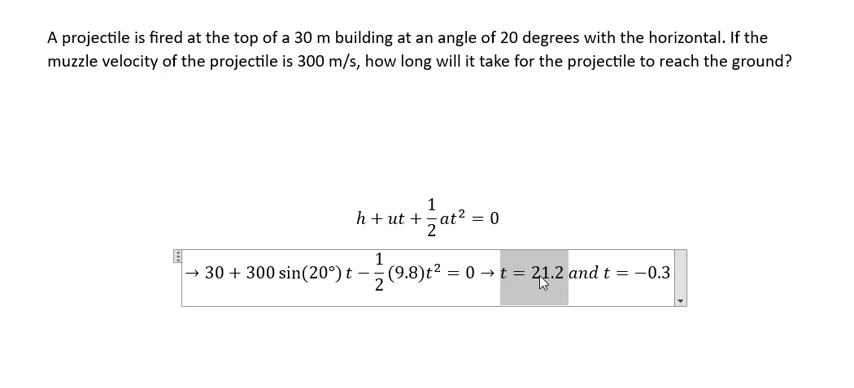 A projectile is fired at the top of a 30 m building at an angle of 20 degrees with the horizontal. If the
muzzle velocity of the projectile is 300 m/s, how long will it take for the projectile to reach the ground?
h + ut + 1/2 at² = 0
→ 30 + 300 sin(20°) t − 1/2 (9.8)t² = 0 → t = 21.2 and t = −0.3